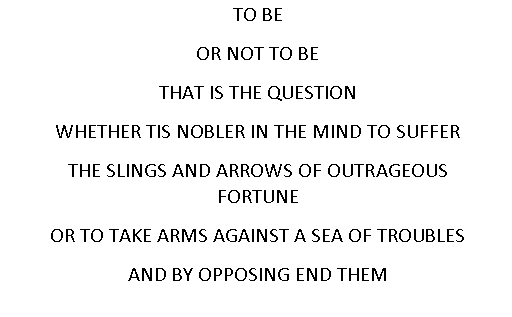 TO BE
OR NOT TO BE
THAT IS THE QUESTION
WHETHER TIS NOBLER IN THE MIND TO SUFFER
THE SLINGS AND ARROWS OF OUTRAGEOUS
FORTUNE
OR TO TAKE ARMS AGAINST A SEA OF TROUBLES
AND BY OPPOSING END THEM